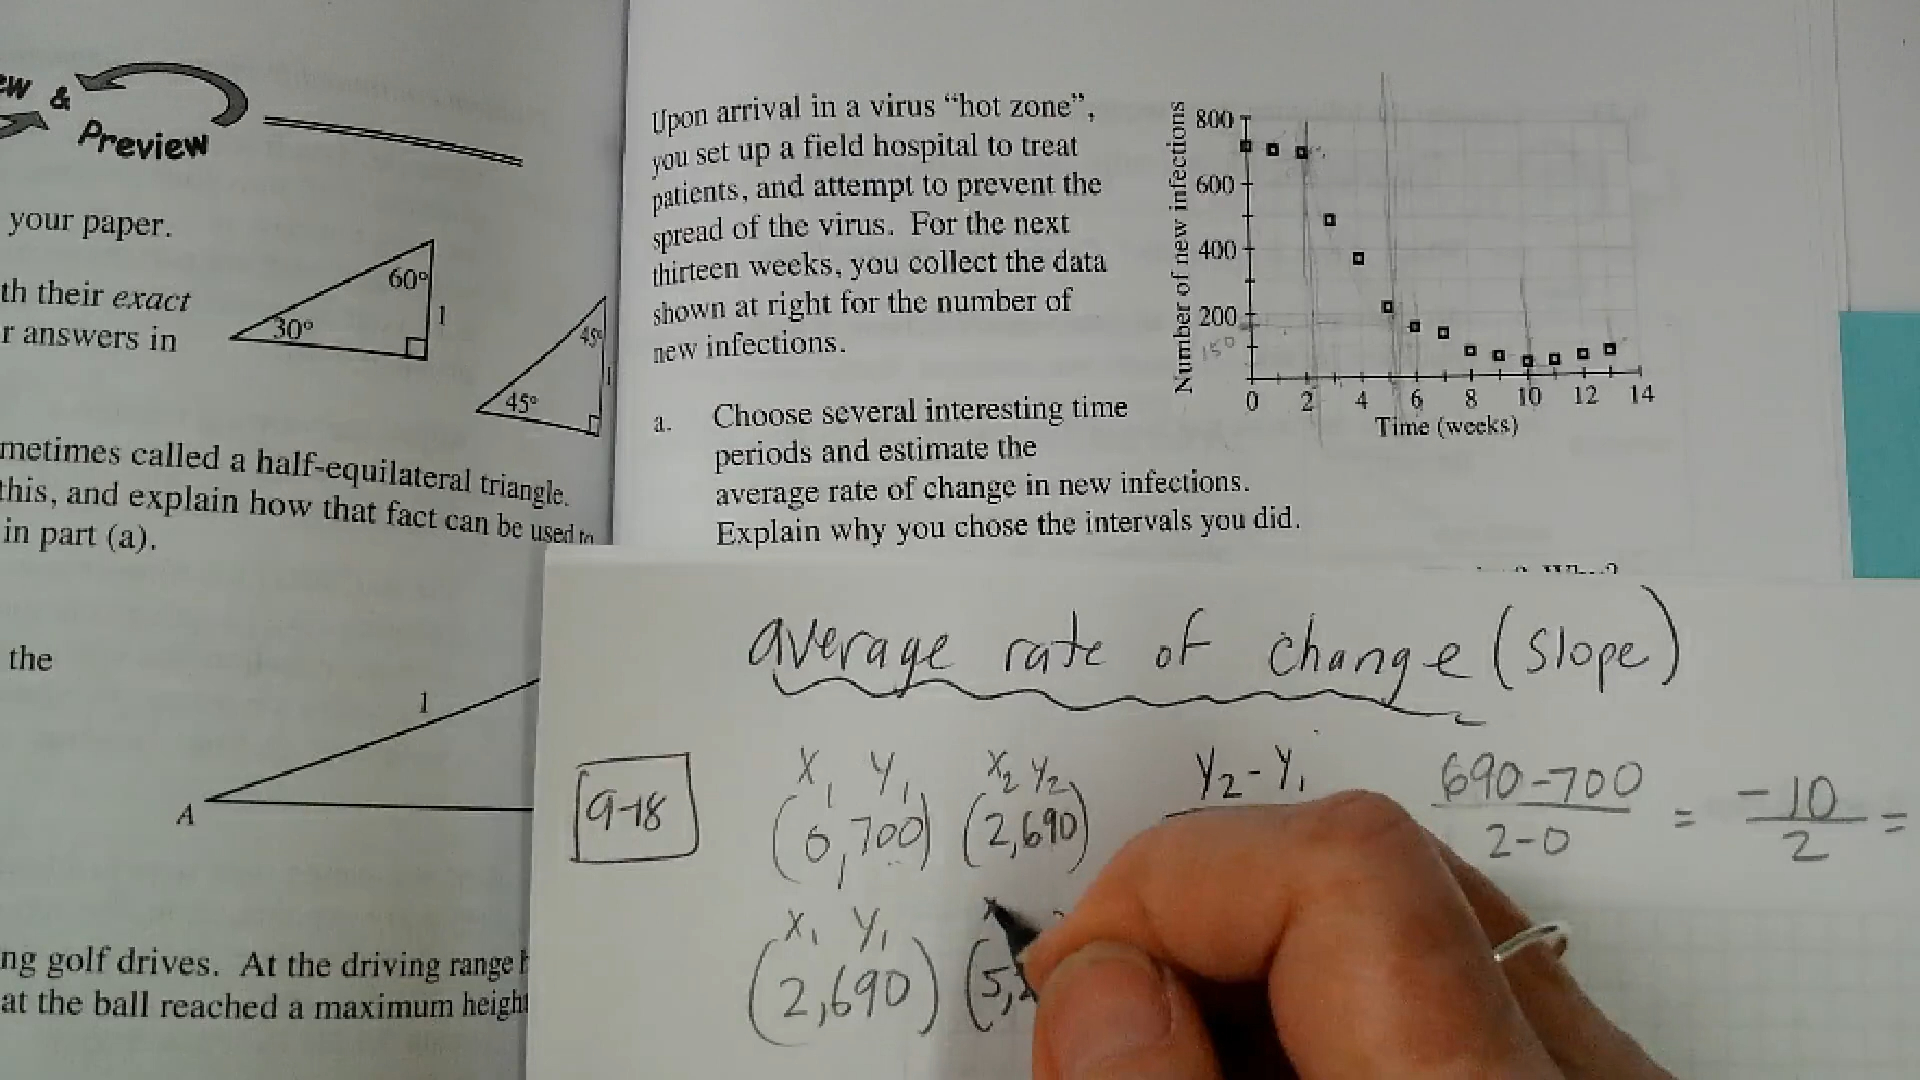 &
Preview
your paper.
60°
30°
1
th their exact
r answers in
45°
45°
1
metimes called a half-equilateral triangle.
this, and explain how that fact can be used to
in part (a).
the
1
A
ng golf drives. At the driving range
at the ball reached a maximum height
Upon arrival in a virus “hot zone”,
you set up a field hospital to treat
patients, and attempt to prevent the
spread of the virus. For the next
thirteen weeks, you collect the data
shown at right for the number of
new infections.
a. Choose several interesting time
periods and estimate the
average rate of change in new infections.
Explain why you chose the intervals you did.
Number of new infections
800
600
400
200
150
0 2 4 6 8 10 12 14
Time (weeks)
average rate of change (slope)
9-18
x1 y1 x2 y2
(0,700) (2,690)
y2-y1
690-700
2-0
= -10
2
=
x1 y1 x
(2,690) (5,